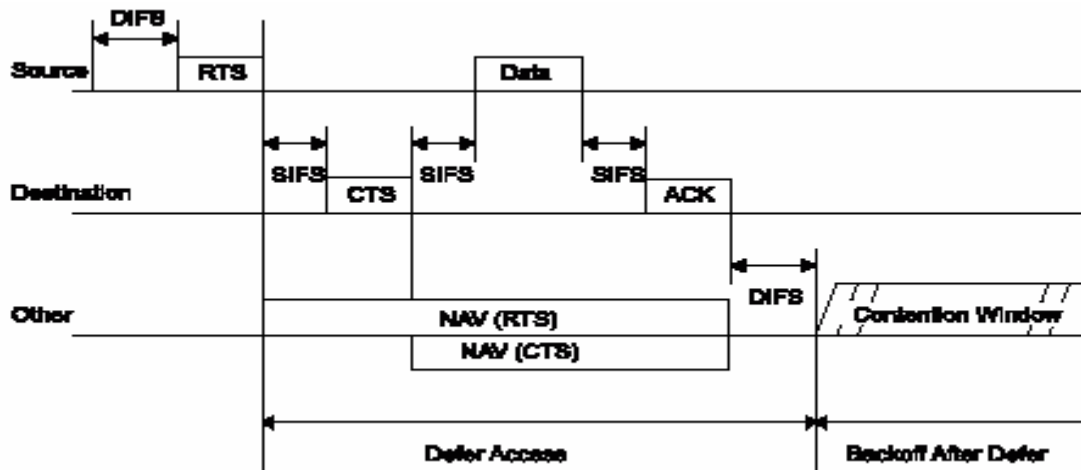 DIFS
Source
RTS
Data
SIFS
SIFS
SIFS
Destination
CTS
ACK
DIFS
Other
NAV (RTS)
Contention Window
NAV (CTS)
Defer Access
Backoff After Defer